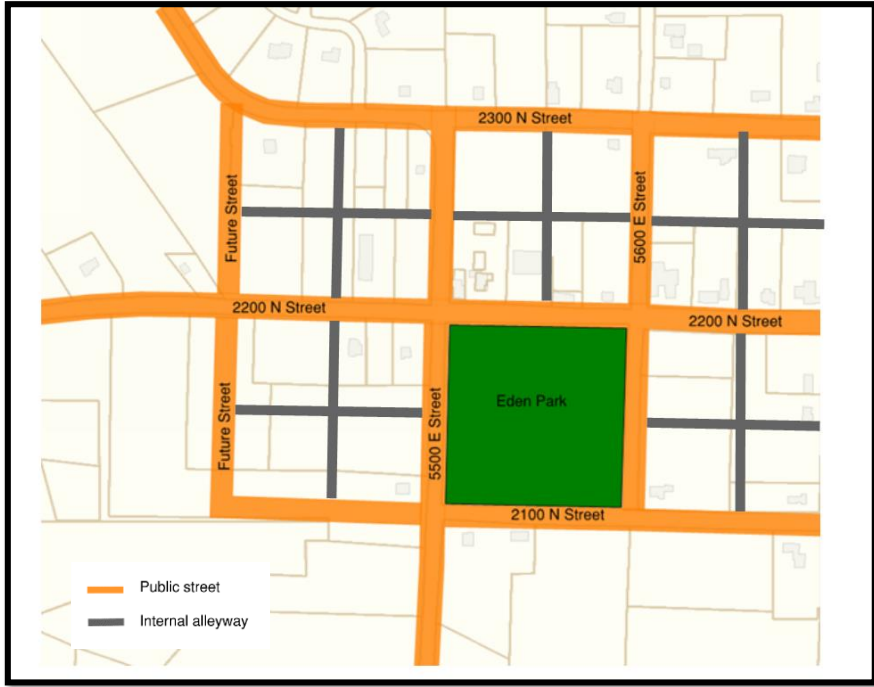 2300 N Street
Future Street
5600 E Street
2200 N Street
2200 N Street
Eden Park
Future Street
5500 E Street
2100 N Street
Public street
Internal alleyway